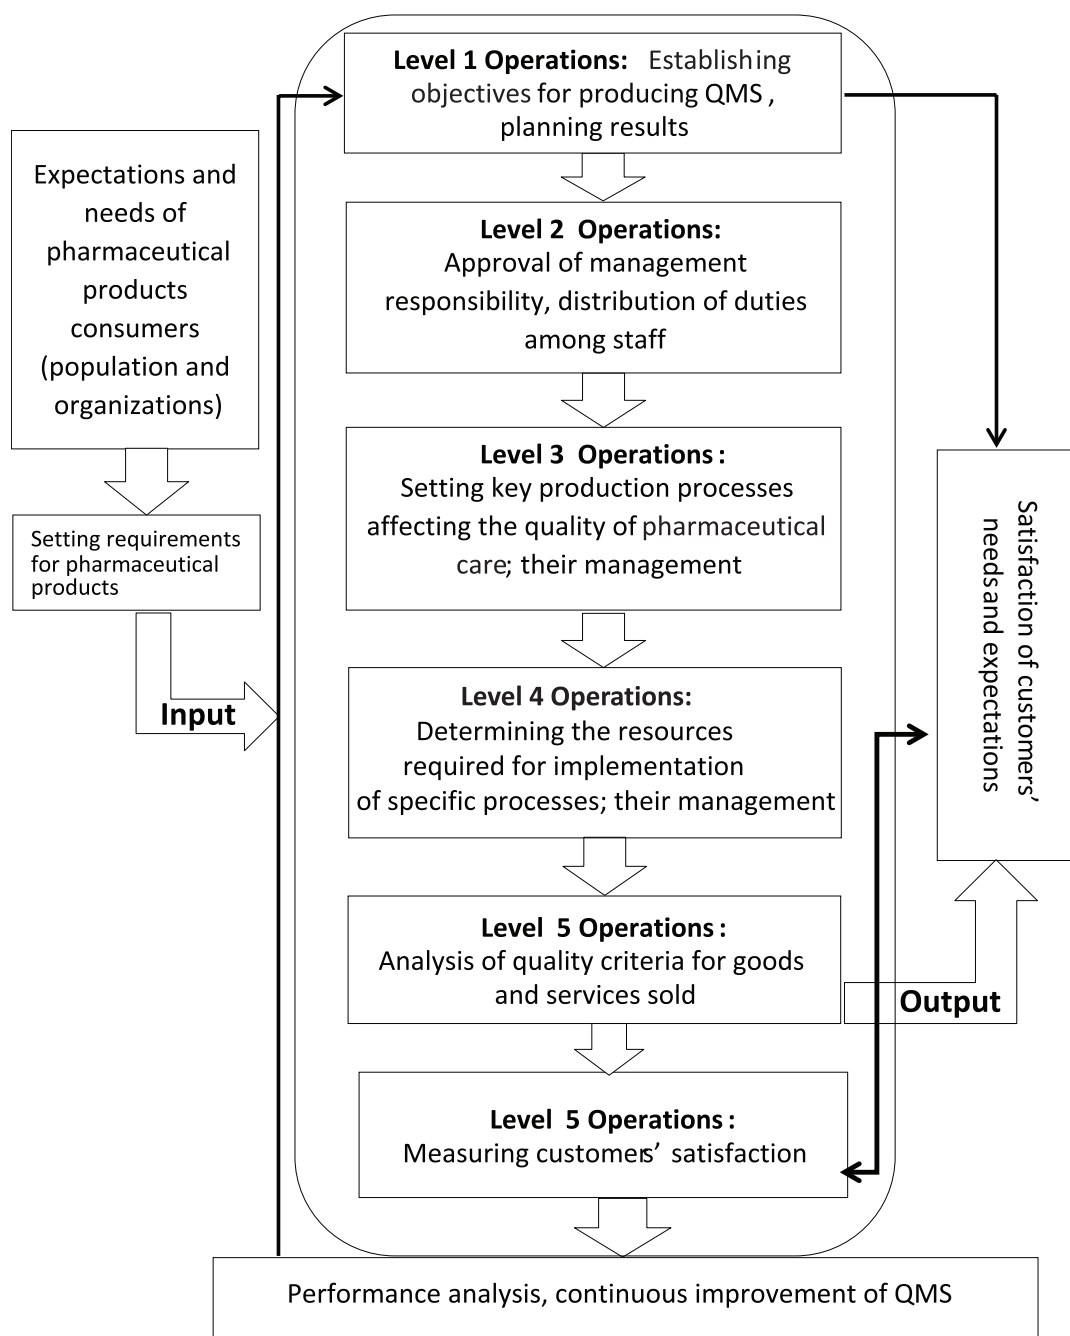 Level 1 Operations: Establishing
objectives for producing QMS ,
planning results
Expectations and
needs of
pharmaceutical
products
consumers
(population and
organizations)
Level 2 Operations:
Approval of management
responsibility, distribution of duties
among staff
Level 3 Operations :
Setting key production processes
affecting the quality of pharmaceutical
care; their management
Setting requirements
for pharmaceutical
products
Input
Level 4 Operations:
Determining the resources
required for implementation
of specific processes; their management
Satisfaction of customers'
needs and expectations
Level 5 Operations :
Analysis of quality criteria for goods
and services sold
Output
Level 5 Operations :
Measuring customers' satisfaction
Performance analysis, continuous improvement of QMS